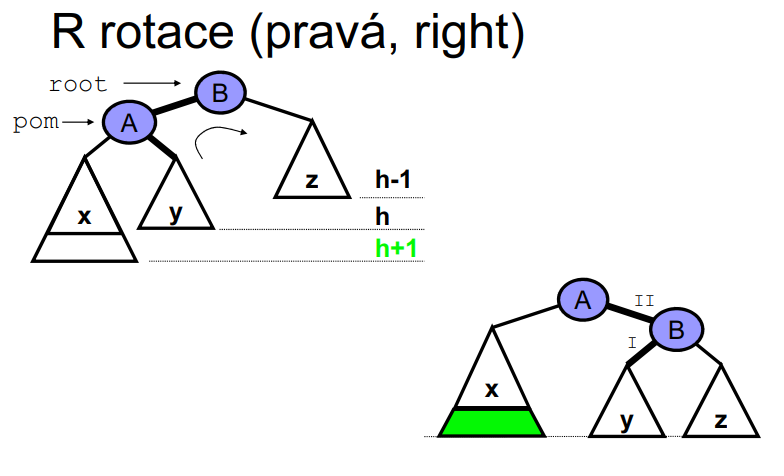 R rotace (pravá, right)
root
B
pom
A
x
y
z
h-1
h
h+1
A
II
B
I
x
y
z